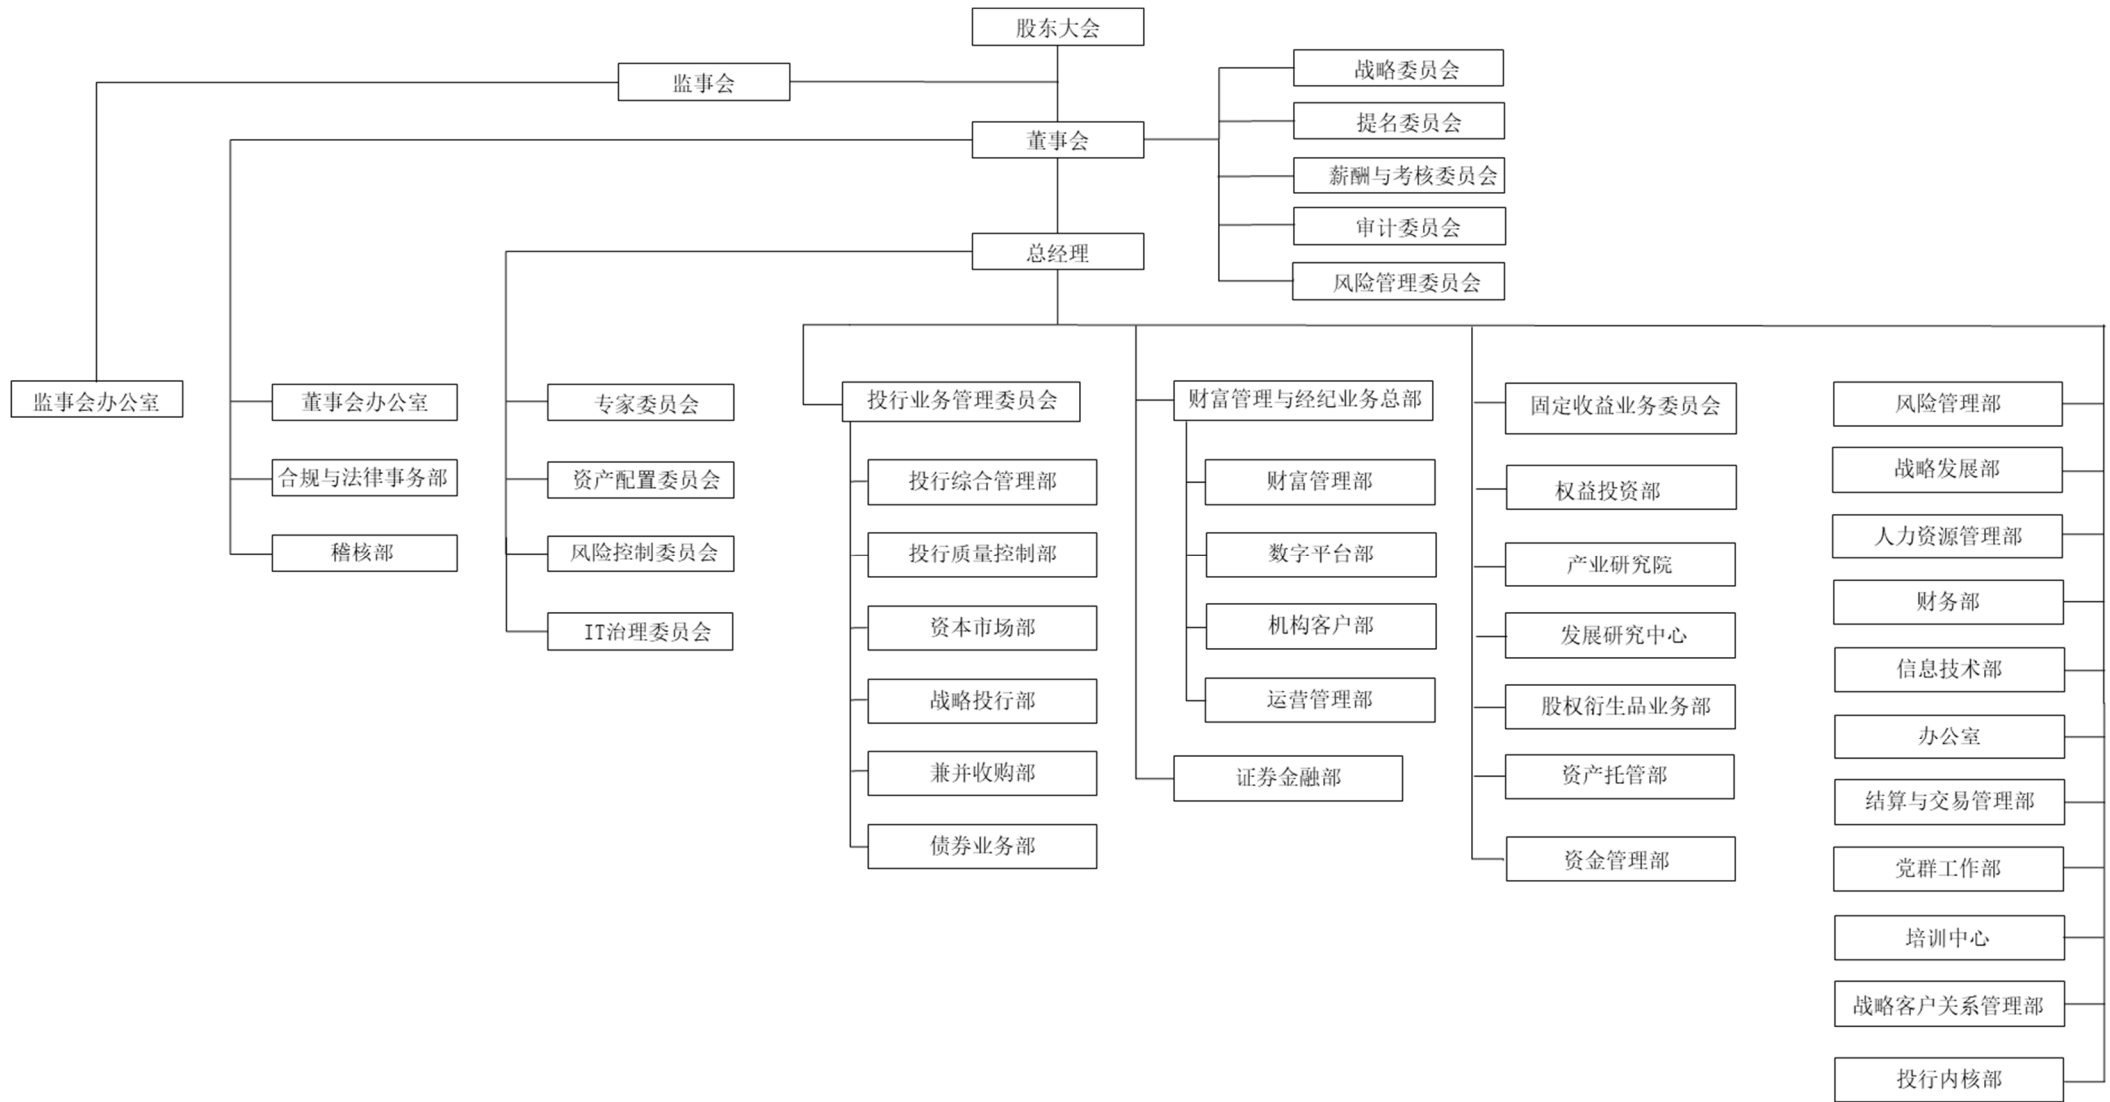 股东大会
监事会
战略委员会
提名委员会
董事会
薪酬与考核委员会
审计委员会
总经理
风险管理委员会
监事会办公室
董事会办公室
合规与法律事务部
稽核部
专家委员会
资产配置委员会
风险控制委员会
IT治理委员会
投行业务管理委员会
投行综合管理部
投行质量控制部
资本市场部
战略投行部
兼并收购部
债券业务部
财富管理与经纪业务总部
财富管理部
数字平台部
机构客户部
运营管理部
证券金融部
固定收益业务委员会
权益投资部
产业研究院
发展研究中心
股权衍生品业务部
资产托管部
资金管理部
风险管理部
战略发展部
人力资源管理部
财务部
信息技术部
办公室
结算与交易管理部
党群工作部
培训中心
战略客户关系管理部
投行内核部